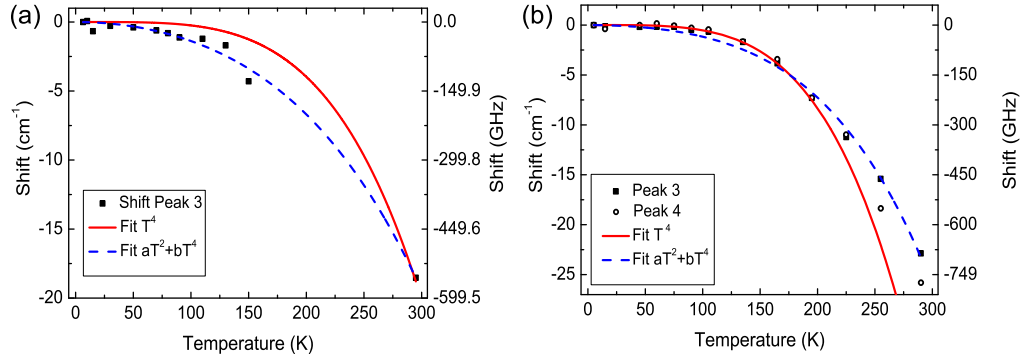 (a)
0
-5
-10
-15
-20
Shift (cm⁻¹)
0.0
-149.9
-299.8
-449.6
-599.5
Shift (GHz)
Shift Peak 3
Fit T⁴
Fit aT²+bT⁴
0 50 100 150 200 250 300
Temperature (K)
(b)
0
-5
-10
-15
-20
-25
Shift (cm⁻¹)
0
-150
-300
-450
-600
-749
Shift (GHz)
Peak 3
Peak 4
Fit T⁴
Fit aT²+bT⁴
0 50 100 150 200 250 300
Temperature (K)